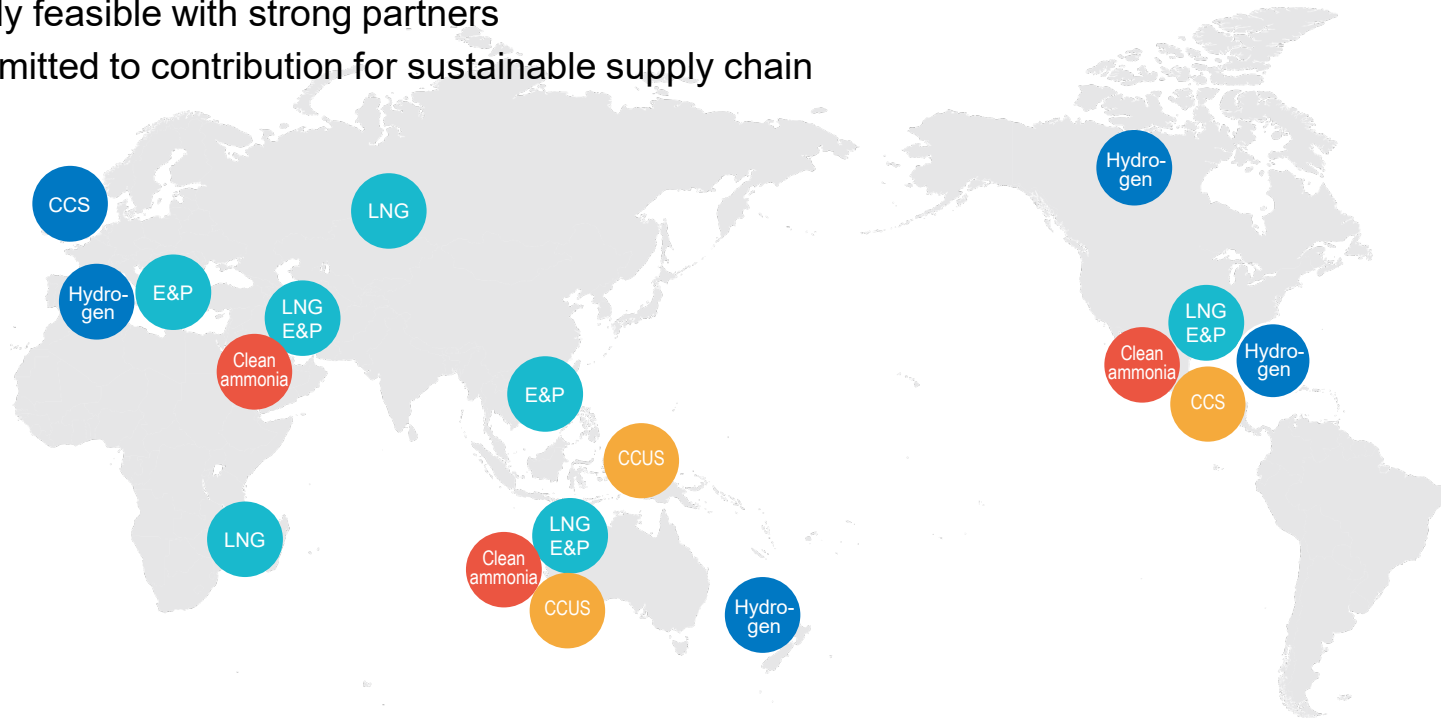 ly feasible with strong partners
mitted to contribution for sustainable supply chain
Hydro-
gen
CCS
LNG
Hydro-
gen
E&P
LNG
E&P
LNG
E&P
Clean
ammonia
Hydro-
gen
Clean
ammonia
E&P
CCS
CCUS
LNG
LNG
E&P
Clean
ammonia
CCUS
Hydro-
gen